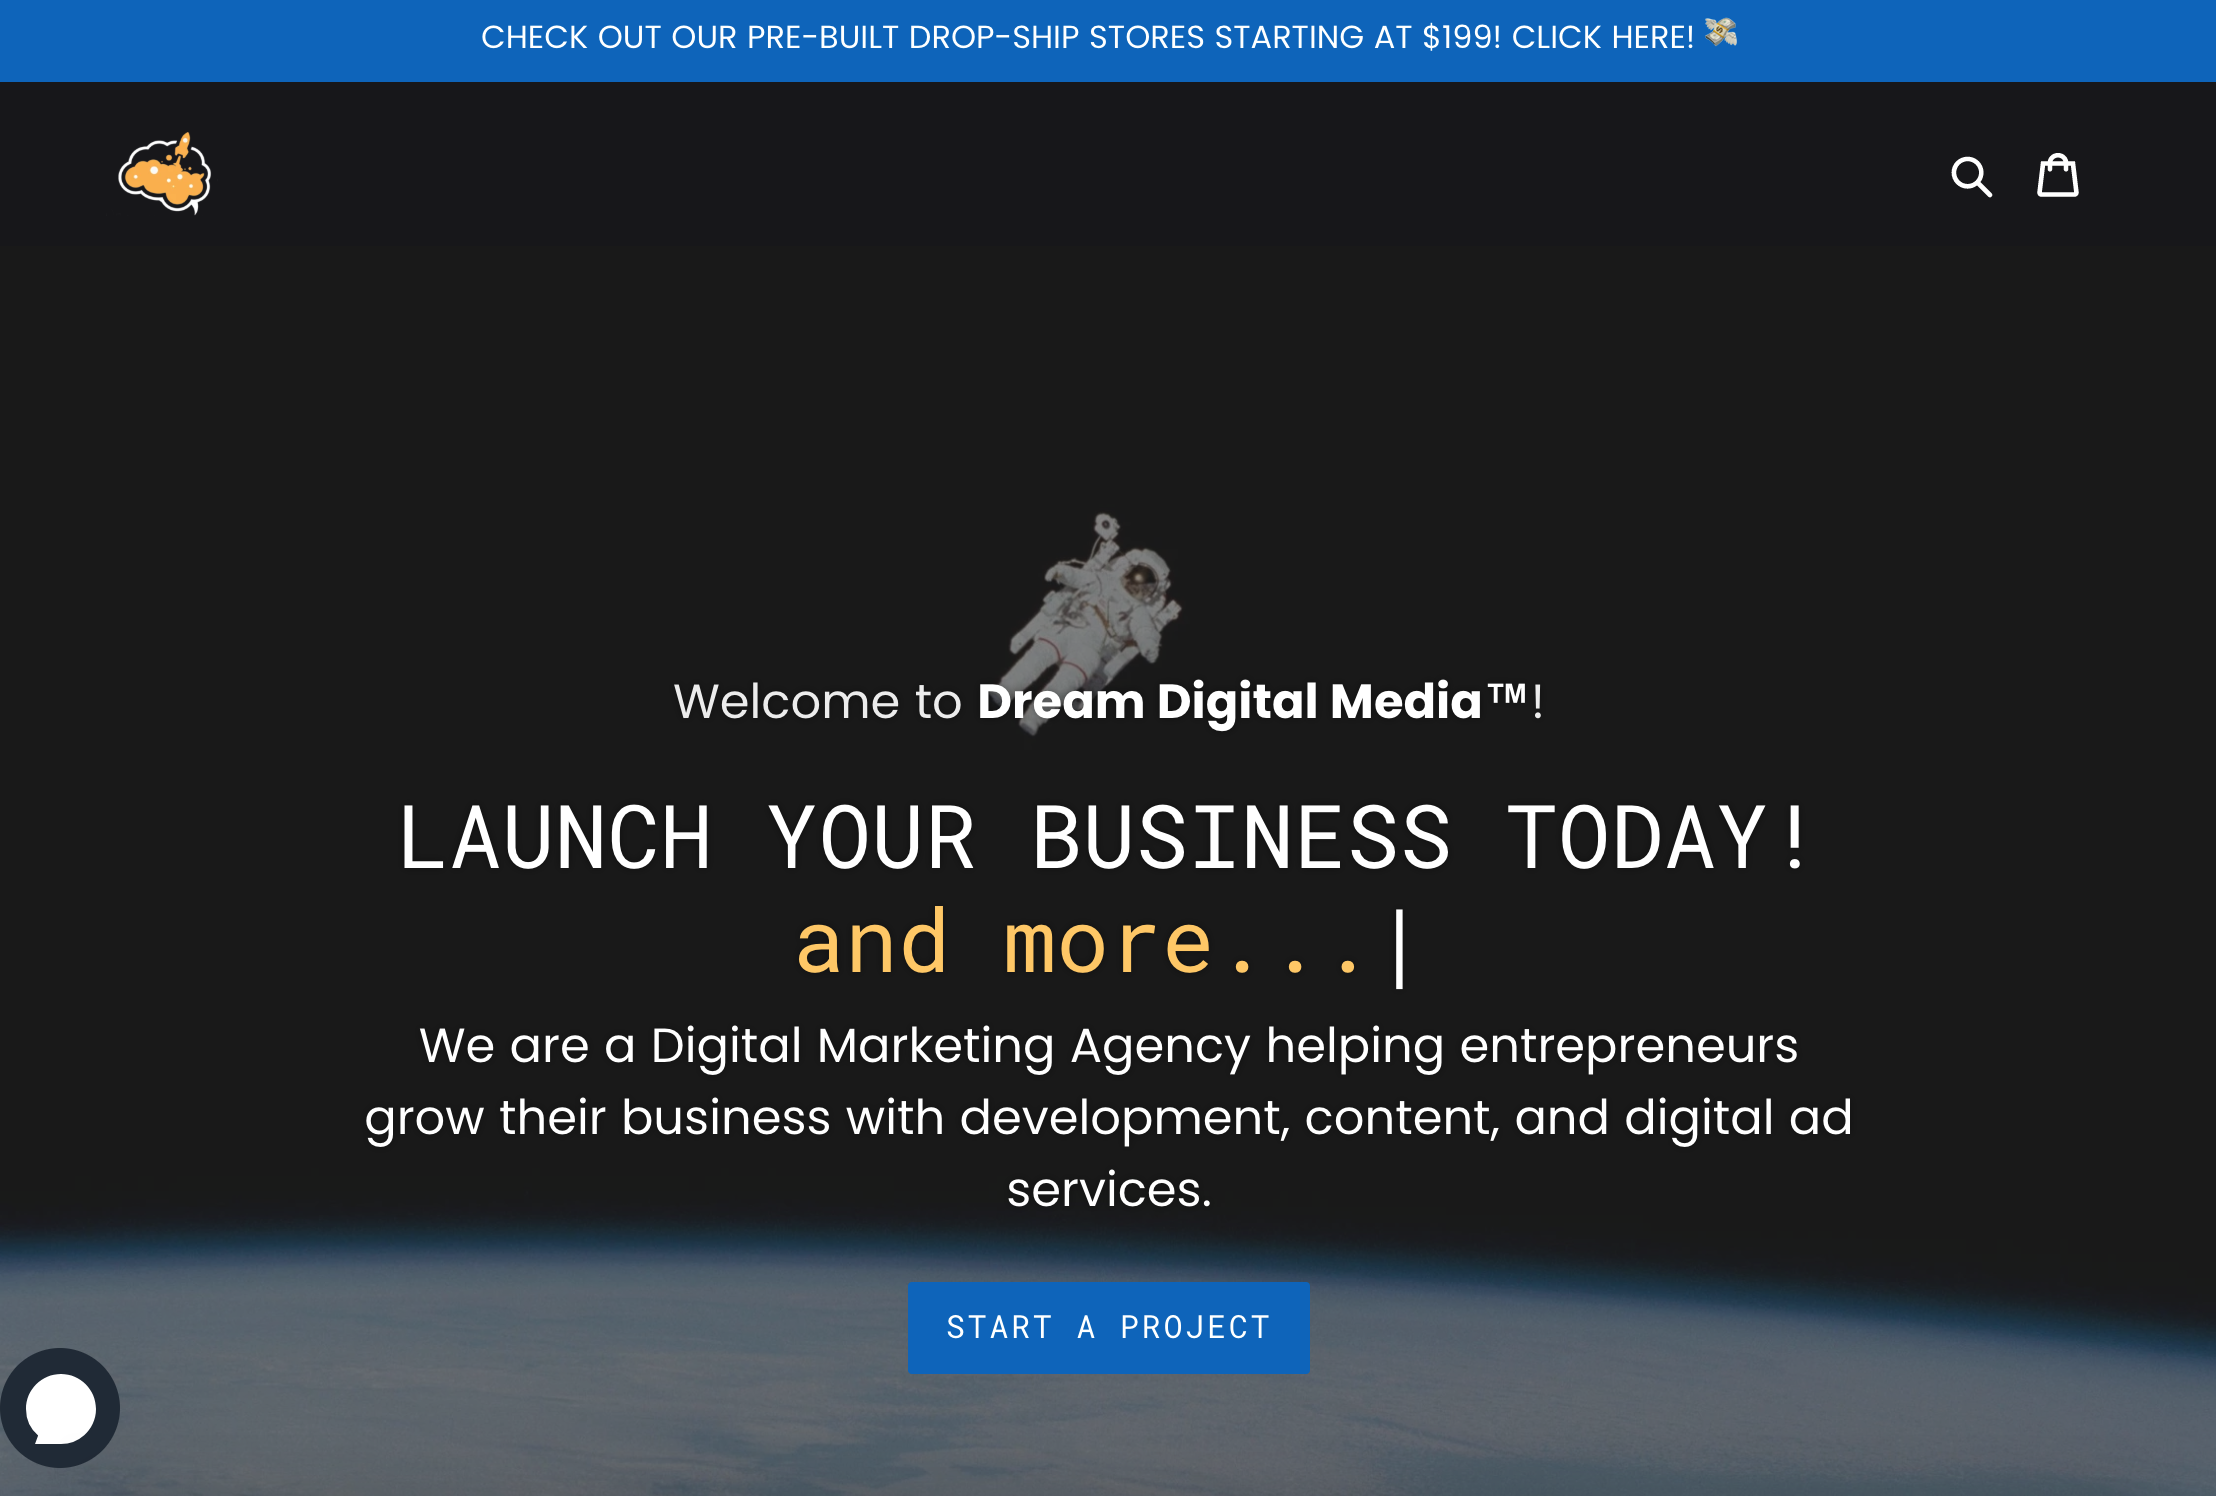 CHECK OUT OUR PRE-BUILT DROP-SHIP STORES STARTING AT $199! CLICK HERE! 💸
Welcome to Dream Digital Media™!
LAUNCH YOUR BUSINESS TODAY!
and more...|
We are a Digital Marketing Agency helping entrepreneurs
grow their business with development, content, and digital ad
services.
START A PROJECT